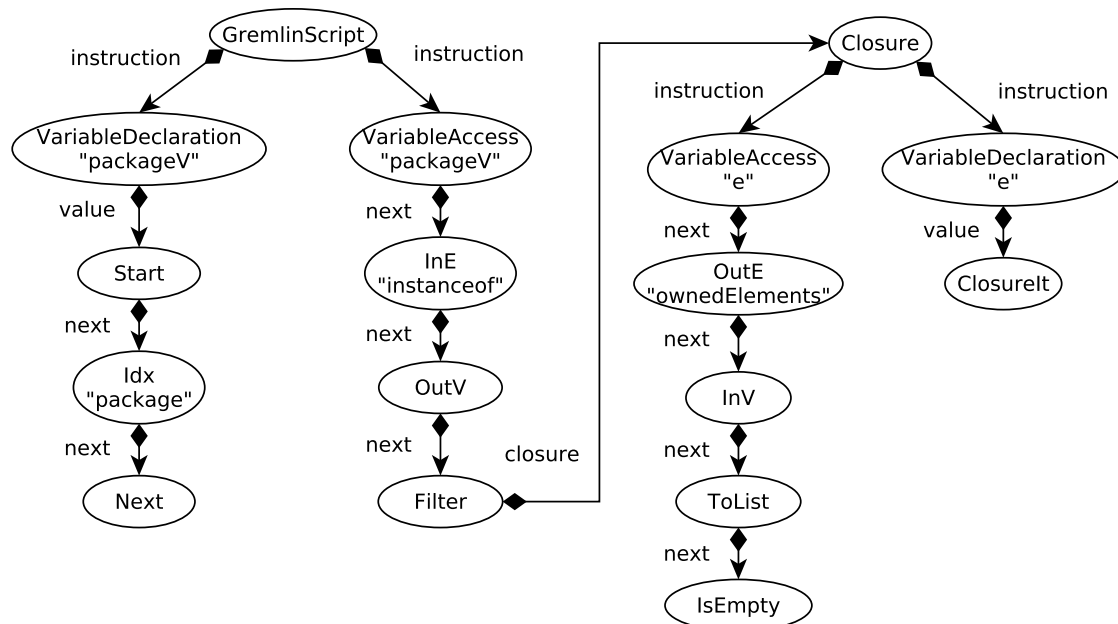 GremlinScript
instruction
instruction
VariableDeclaration
"packageV"
value
Start
next
Idx
"package"
next
Next
VariableAccess
"packageV"
next
InE
"instanceof"
next
OutV
next
Filter
closure
Closure
instruction
instruction
VariableAccess
"e"
next
OutE
"ownedElements"
next
InV
next
ToList
next
IsEmpty
VariableDeclaration
"e"
value
ClosureIt